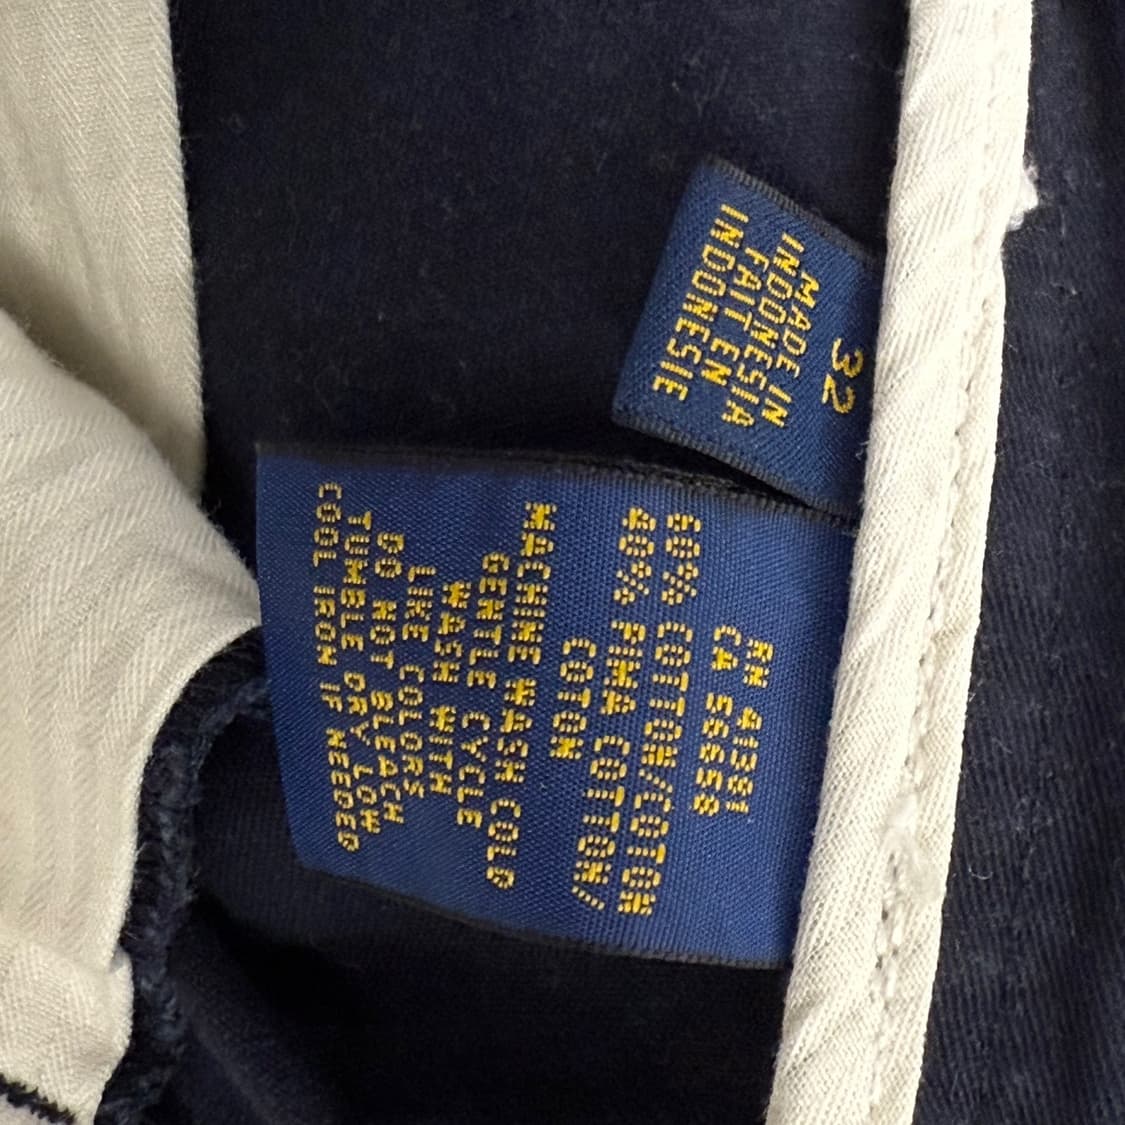 32
MADE IN
INDONESIA
FAIT EN
INDONESIE
RN 41381
CA 56658
60% COTTON/COTON
40% PIMA COTTON/
COTON
MACHINE WASH COLD
GENTLE CYCLE
WASH WITH
LIKE COLORS
DO NOT BLEACH
TUMBLE DRY LOW
COOL IRON IF NEEDED